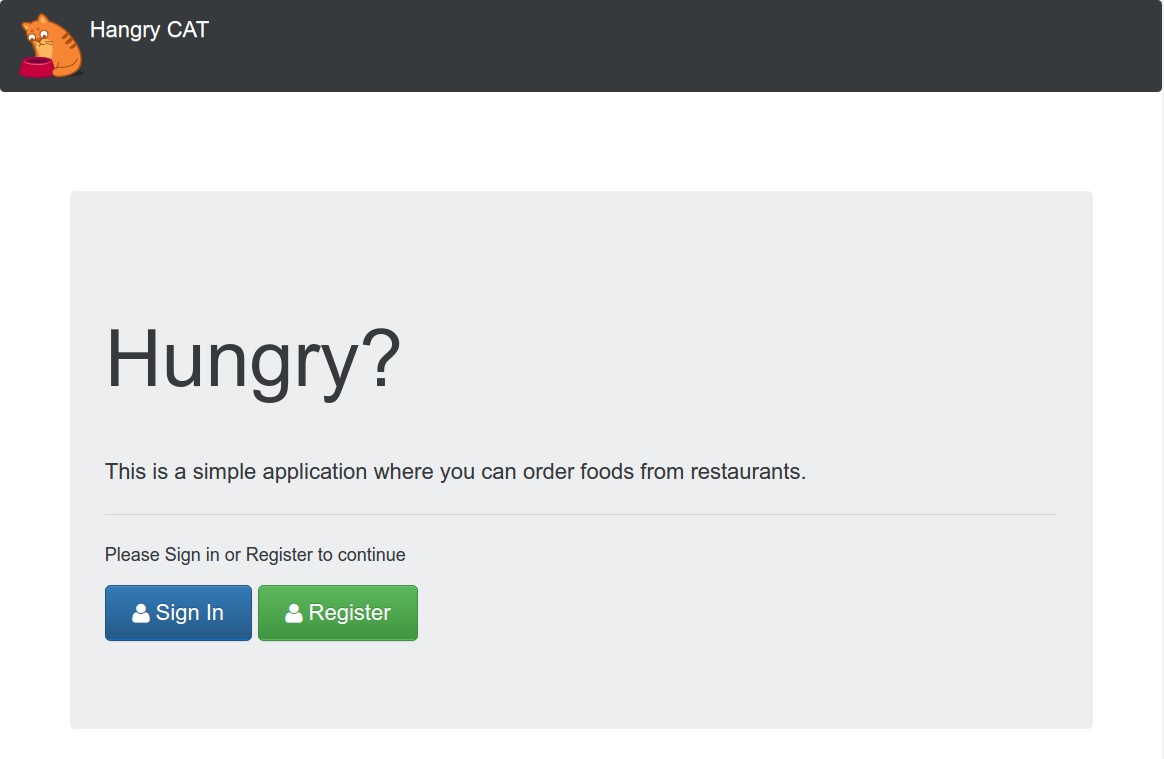 Hangry CAT
Hungry?
This is a simple application where you can order foods from restaurants.
Please Sign in or Register to continue
Sign In Register